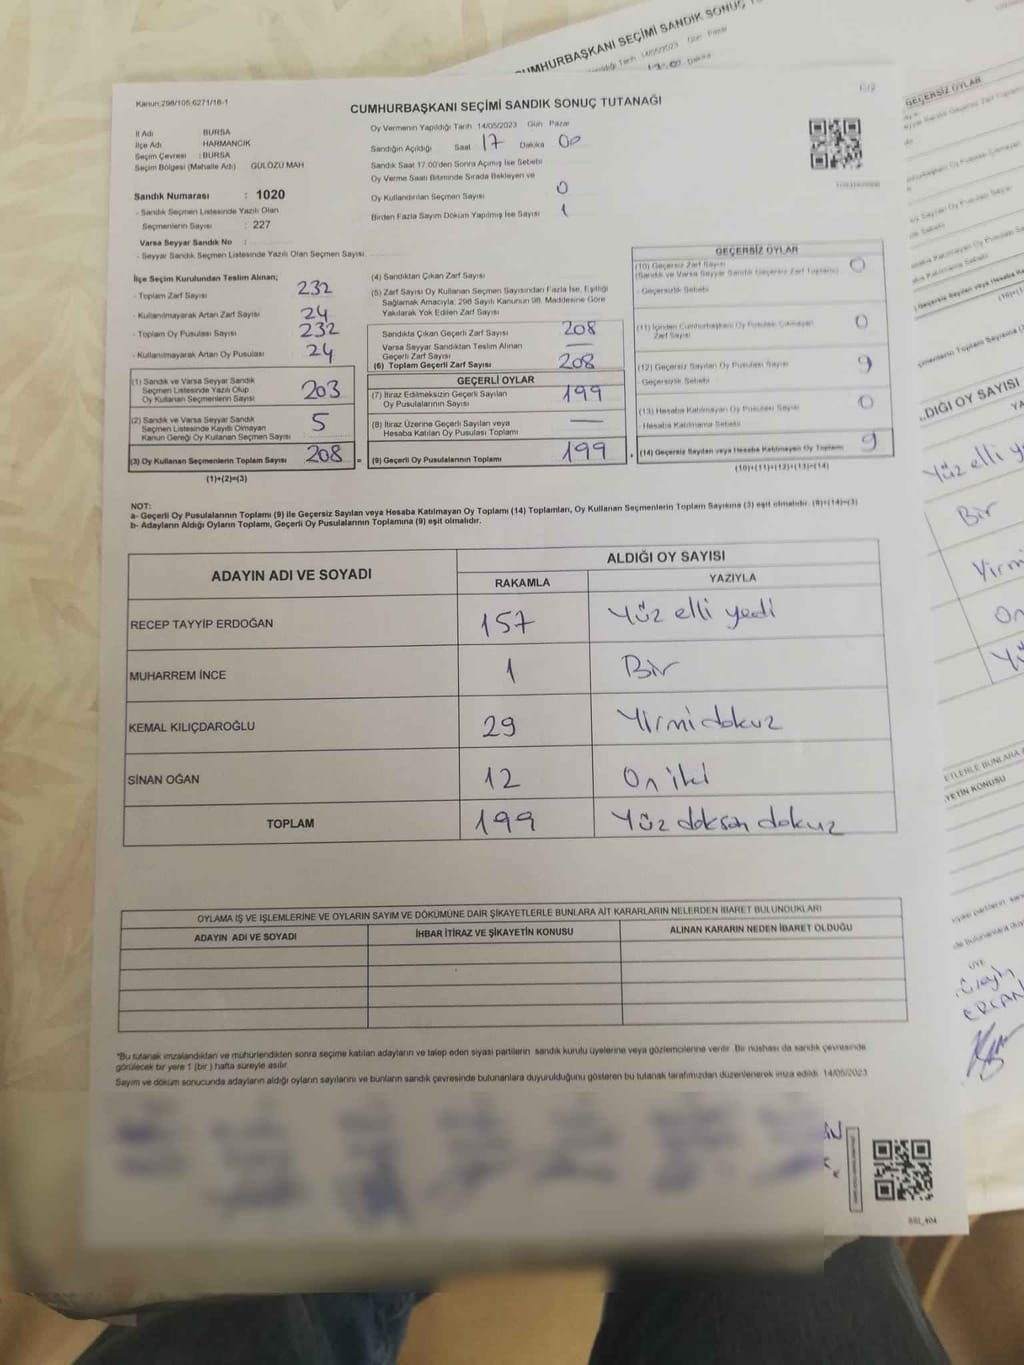 CUMHURBAŞKANI SEÇİMİ SANDIK SONUÇ
14/05/2023 Gün Pazar
Kanun:298/105,6271/18-1
CUMHURBAŞKANI SEÇİMİ SANDIK SONUÇ TUTANAĞI
İl Adı BURSA
İlçe Adı HARMANCIK
Seçim Çevresi : BURSA
Seçim Bölgesi (Mahalle Adı) GÜLÖZÜ MAH
Sandık Numarası : 1020
- Sandık Seçmen Listesinde Yazılı Olan
Seçmenlerin Sayısı : 227
Varsa Seyyar Sandık No :
- Seyyar Sandık Seçmen Listesinde Yazılı Olan Seçmen Sayısı
Oy Vermenin Yapıldığı Tarih 14/05/2023 Gün Pazar
Sandığın Açıldığı Saat 17 Dakika 00
Sandık Saat 17:00'den Sonra Açılmış İse Sebebi
Oy Verme Saati Bitiminde Sırada Bekleyen ve
Oy Kullandırılan Seçmen Sayısı 0
Birden Fazla Sayım Döküm Yapılmış İse Sayısı 1
İlçe Seçim Kurulundan Teslim Alınan;
- Toplam Zarf Sayısı 232
- Kullanılmayarak Artan Zarf Sayısı 24
- Toplam Oy Pusulası Sayısı 232
- Kullanılmayarak Artan Oy Pusulası 24
(1) Sandık ve Varsa Seyyar Sandık
Seçmen Listesinde Yazılı Olup
Oy Kullanan Seçmenlerin Sayısı 203
(2) Sandık ve Varsa Seyyar Sandık
Seçmen Listesinde Kayıtlı Olmayan
Kanun Gereği Oy Kullanan Seçmen Sayısı 5
(3) Oy Kullanan Seçmenlerin Toplam Sayısı 208
(1)+(2)=(3)
(4) Sandıktan Çıkan Zarf Sayısı
(5) Zarf Sayısı Oy Kullanan Seçmen Sayısından Fazla İse, Eşitliği
Sağlamak Amacıyla; 298 Sayılı Kanunun 98. Maddesine Göre
Yakılarak Yok Edilen Zarf Sayısı
Sandıkta Çıkan Geçerli Zarf Sayısı 208
Varsa Seyyar Sandıktan Teslim Alınan
Geçerli Zarf Sayısı —
(6) Toplam Geçerli Zarf Sayısı 208
GEÇERLİ OYLAR
(7) İtiraz Edilmeksizin Geçerli Sayılan
Oy Pusulalarının Sayısı 199
(8) İtiraz Üzerine Geçerli Sayılan veya
Hesaba Katılan Oy Pusulası Toplamı —
= (9) Geçerli Oy Pusulalarının Toplamı 199
GEÇERSİZ OYLAR
(10) Geçersiz Zarf Sayısı 0
(Sandık ve Varsa Seyyar Sandık Geçersiz Zarf Toplamı)
- Geçersizlik Sebebi
(11) İçinden Cumhurbaşkanı Oy Pusulası Çıkmayan 0
Zarf Sayısı
(12) Geçersiz Sayılan Oy Pusulası Sayısı 9
- Geçersizlik Sebebi
(13) Hesaba Katılmayan Oy Pusulası Sayısı 0
- Hesaba Katılmama Sebebi
(14) Geçersiz Sayılan veya Hesaba Katılmayan Oy Toplamı 9
(10)+(11)+(12)+(13)=(14)
NOT:
a- Geçerli Oy Pusulalarının Toplamı (9) ile Geçersiz Sayılan veya Hesaba Katılmayan Oy Toplamı (14) Toplamları, Oy Kullanan Seçmenlerin Toplam Sayısına (3) eşit olmalıdır. (9)+(14)=(3)
b- Adayların Aldığı Oyların Toplamı, Geçerli Oy Pusulalarının Toplamına (9) eşit olmalıdır.
ADAYIN ADI VE SOYADI
ALDIĞI OY SAYISI
RAKAMLA YAZIYLA
RECEP TAYYİP ERDOĞAN 157 Yüz elli yedi
MUHARREM İNCE 1 Bir
KEMAL KILIÇDAROĞLU 29 Yirmi dokuz
SİNAN OĞAN 12 On iki
TOPLAM 199 Yüz doksan dokuz
OYLAMA İŞ VE İŞLEMLERİNE VE OYLARIN SAYIM VE DÖKÜMÜNE DAİR ŞİKAYETLERLE BUNLARA AİT KARARLARIN NELERDEN İBARET BULUNDUKLARI
ADAYIN ADI VE SOYADI İHBAR İTİRAZ VE ŞİKAYETİN KONUSU ALINAN KARARIN NEDEN İBARET OLDUĞU
*Bu tutanak imzalandıktan ve mühürlendikten sonra seçime katılan adayların ve talep eden siyasi partilerin sandık kurulu üyelerine veya gözlemcilerine verilir. Bir nüshası da sandık çevresinde
görülecek bir yere 1 (bir) hafta süreyle asılır.
Sayım ve döküm sonucunda adayların aldığı oyların sayılarını ve bunların sandık çevresinde bulunanlara duyurulduğunu gösteren bu tutanak tarafımızdan düzenlenerek imza edildi. 14/05/2023
GEÇERSİZ OYLAR
OY SAYISI
Yüz elli
Bir
On
ÜYE
ERCAN